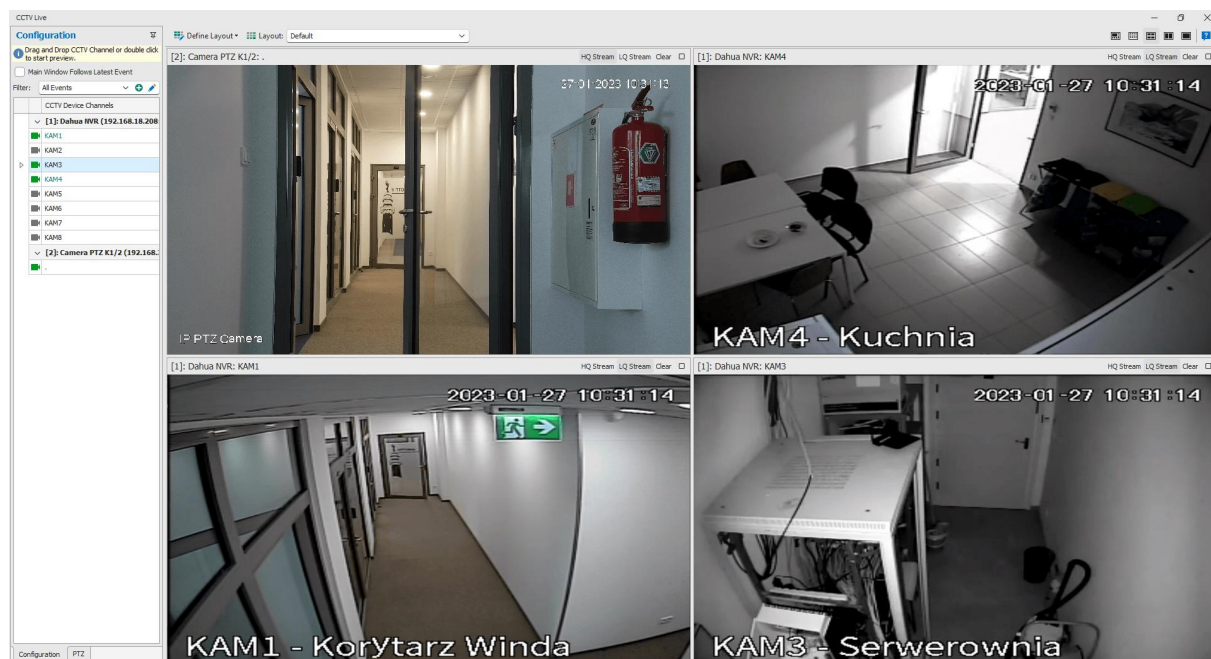 CCTV Live
Configuration
Drag and Drop CCTV Channel or double click
to start preview.
Main Window Follows Latest Event
Filter: All Events
CCTV Device Channels
[1]: Dahua NVR (192.168.18.208
KAM1
KAM2
KAM3
KAM4
KAM5
KAM6
KAM7
KAM8
[2]: Camera PTZ K1/2 (192.168.
.
Configuration PTZ
Define Layout Layout: Default
[2]: Camera PTZ K1/2: . HQ Stream LQ Stream Clear
27-01-2023 10:31:13
IP PTZ Camera
[1]: Dahua NVR: KAM4 HQ Stream LQ Stream Clear
2023-01-27 10:31:14
KAM4 - Kuchnia
[1]: Dahua NVR: KAM1 HQ Stream LQ Stream Clear
2023-01-27 10:31:14
KAM1 - Korytarz Winda
[1]: Dahua NVR: KAM3 HQ Stream LQ Stream Clear
2023-01-27 10:31:14
KAM3 - Serwerownia